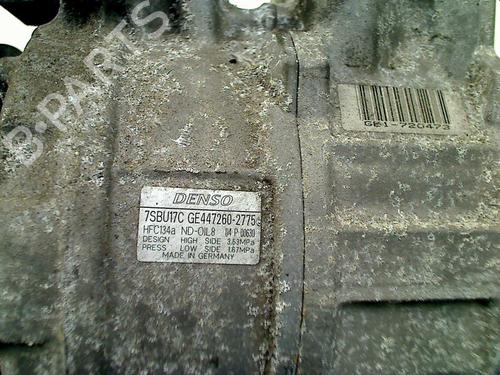 B-PARTS
GE1-720473
DENSO
7SBU17C GE447260-2775
HFC134a ND-OIL8 04 P 00630
DESIGN HIGH SIDE 3.53MPa
PRESS LOW SIDE 1.67MPa
MADE IN GERMANY